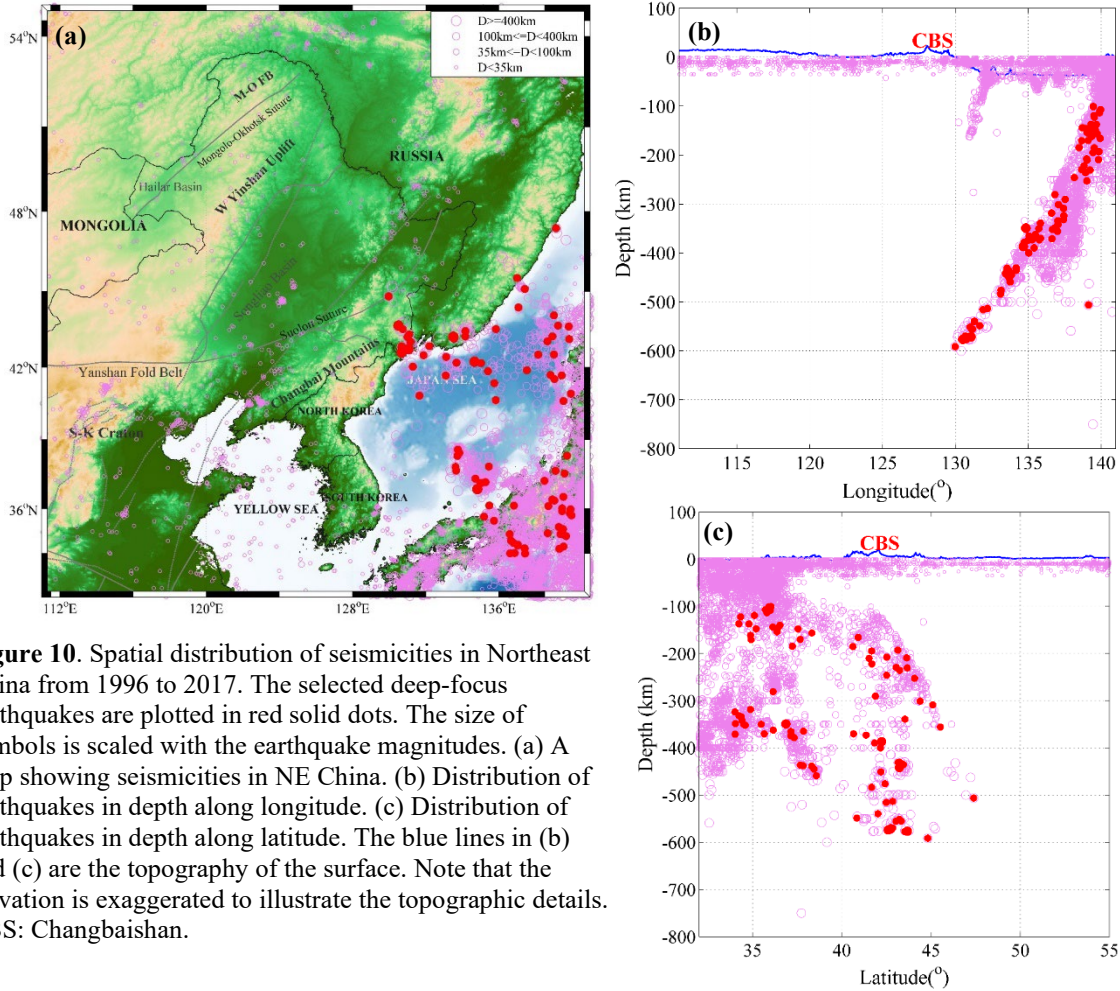 (a)
D>=400km
100km<=D<400km
35km<=D<100km
D<35km
54°N
48°N
42°N
36°N
112°E
120°E
128°E
136°E
M-O FB
Mongolo-Okhotsk Suture
RUSSIA
W Yinshan Uplift
Hailar Basin
MONGOLIA
Suolun Suture
Yanshan Fold Belt
Changbai Mountains
JAPAN SEA
NORTH KOREA
S-K Craton
SOUTH KOREA
YELLOW SEA
(b)
CBS
100
0
-100
-200
-300
-400
-500
-600
-700
-800
Depth (km)
115
120
125
130
135
140
Longitude(°)
(c)
CBS
100
0
-100
-200
-300
-400
-500
-600
-700
-800
Depth (km)
35
40
45
50
55
Latitude(°)
gure 10. Spatial distribution of seismicities in Northeast
ina from 1996 to 2017. The selected deep-focus
rthquakes are plotted in red solid dots. The size of
mbols is scaled with the earthquake magnitudes. (a) A
p showing seismicities in NE China. (b) Distribution of
rthquakes in depth along longitude. (c) Distribution of
rthquakes in depth along latitude. The blue lines in (b)
d (c) are the topography of the surface. Note that the
vation is exaggerated to illustrate the topographic details.
BS: Changbaishan.